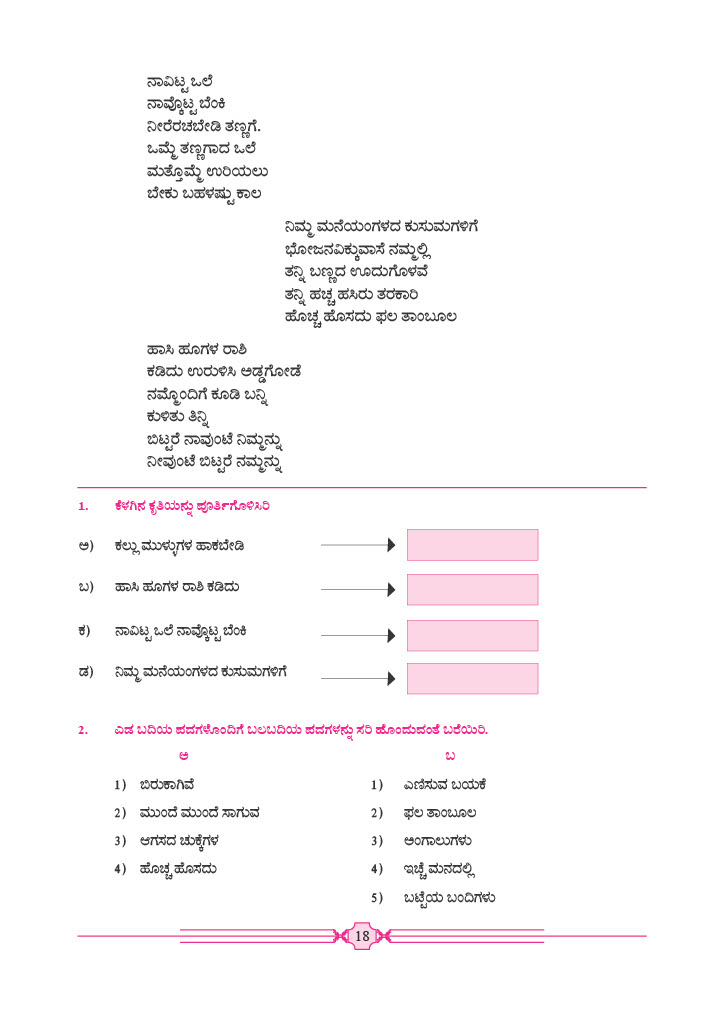 ನಾವಿಟ್ಟ ಒಲೆ
ನಾವ್ಕೊಟ್ಟ ಬೆಂಕಿ
ನೀರೆರಚಬೇಡಿ ತಣ್ಣಗೆ.
ಒಮ್ಮೆ ತಣ್ಣಗಾದ ಒಲೆ
ಮತ್ತೊಮ್ಮೆ ಉರಿಯಲು
ಬೇಕು ಬಹಳಷ್ಟು ಕಾಲ
ನಿಮ್ಮ ಮನೆಯಂಗಳದ ಕುಸುಮಗಳಿಗೆ
ಭೋಜನವಿಕ್ಕುವಾಸೆ ನಮ್ಮಲ್ಲಿ
ತನ್ನಿ ಬಣ್ಣದ ಊದುಗೊಳವೆ
ತನ್ನಿ ಹಚ್ಚ ಹಸಿರು ತರಕಾರಿ
ಹೊಚ್ಚ ಹೊಸದು ಫಲ ತಾಂಬೂಲ
ಹಾಸಿ ಹೂಗಳ ರಾಶಿ
ಕಡಿದು ಉರುಳಿಸಿ ಅಡ್ಡಗೋಡೆ
ನಮ್ಮೊಂದಿಗೆ ಕೂಡಿ ಬನ್ನಿ
ಕುಳಿತು ತಿನ್ನಿ
ಬಿಟ್ಟರೆ ನಾವುಂಟೆ ನಿಮ್ಮನ್ನು
ನೀವುಂಟೆ ಬಿಟ್ಟರೆ ನಮ್ಮನ್ನು
1. ಕೆಳಗಿನ ಕೃತಿಯನ್ನು ಪೂರ್ತಿಗೊಳಿಸಿರಿ
ಅ) ಕಲ್ಲು ಮುಳ್ಳುಗಳ ಹಾಕಬೇಡಿ
ಬ) ಹಾಸಿ ಹೂಗಳ ರಾಶಿ ಕಡಿದು
ಕ) ನಾವಿಟ್ಟ ಒಲೆ ನಾವ್ಕೊಟ್ಟ ಬೆಂಕಿ
ಡ) ನಿಮ್ಮ ಮನೆಯಂಗಳದ ಕುಸುಮಗಳಿಗೆ
2. ಎಡ ಬದಿಯ ಪದಗಳೊಂದಿಗೆ ಬಲಬದಿಯ ಪದಗಳನ್ನು ಸರಿ ಹೊಂದುವಂತೆ ಬರೆಯಿರಿ.
ಅ ಬ
1) ಬಿರುಕಾಗಿವೆ 1) ಎಣಿಸುವ ಬಯಕೆ
2) ಮುಂದೆ ಮುಂದೆ ಸಾಗುವ 2) ಫಲ ತಾಂಬೂಲ
3) ಆಗಸದ ಚುಕ್ಕೆಗಳ 3) ಅಂಗಾಲುಗಳು
4) ಹೊಚ್ಚ ಹೊಸದು 4) ಇಚ್ಛೆ ಮನದಲ್ಲಿ
5) ಬಟ್ಟೆಯ ಬಂದಿಗಳು
18